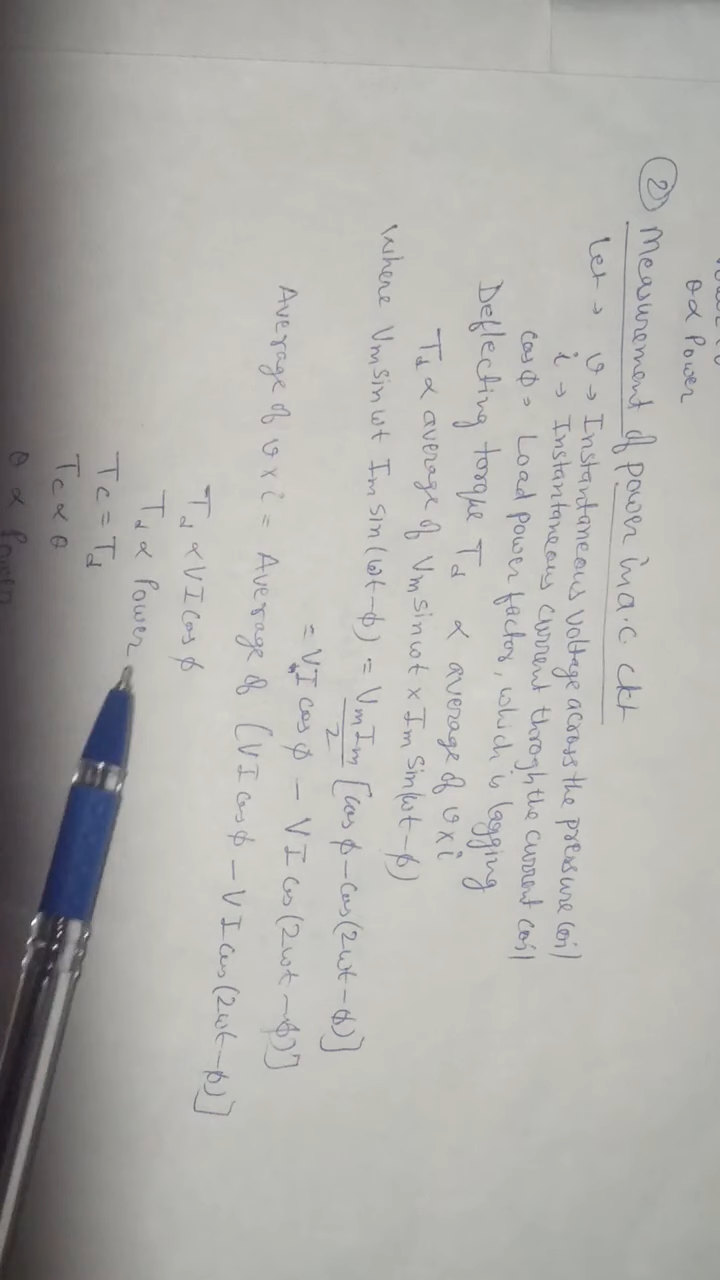 θ α Power
② Measurement of power in a.c. ckt
Let → v → Instantaneous voltage across the pressure coil
i → Instantaneous current throgh the current coil
cos φ = Load power factor, which is lagging
Deflecting torque Td α average of v x i
Td α average of Vm sin ωt x Im sin(ωt - φ)
Where Vm sin ωt Im sin (ωt - φ) = VmIm/2 [cos φ - cos(2ωt - φ)]
= VI cos φ - VI cos (2ωt - φ)]
Average of v x i = Average of (VI cos φ - VI cos (2ωt - φ)]
Td α VI cos φ
Td α Power
Tc = Td
Tc α θ
θ α Power